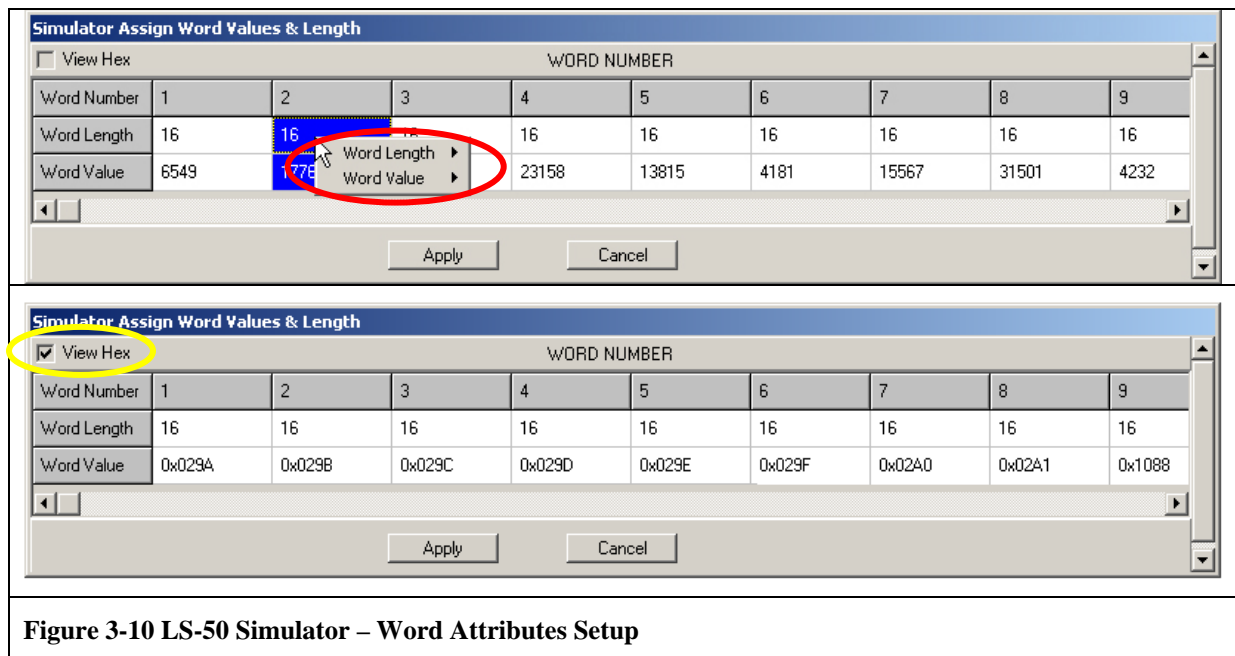 Simulator Assign Word Values & Length
View Hex WORD NUMBER
Word Number 1 2 3 4 5 6 7 8 9
Word Length 16 16 16 16 16 16 16 16
Word Length
Word Value 6549 23158 13815 4181 15567 31501 4232
Word Value
Apply Cancel
Simulator Assign Word Values & Length
View Hex WORD NUMBER
Word Number 1 2 3 4 5 6 7 8 9
Word Length 16 16 16 16 16 16 16 16 16
Word Value 0x029A 0x029B 0x029C 0x029D 0x029E 0x029F 0x02A0 0x02A1 0x1088
Apply Cancel
Figure 3-10 LS-50 Simulator – Word Attributes Setup